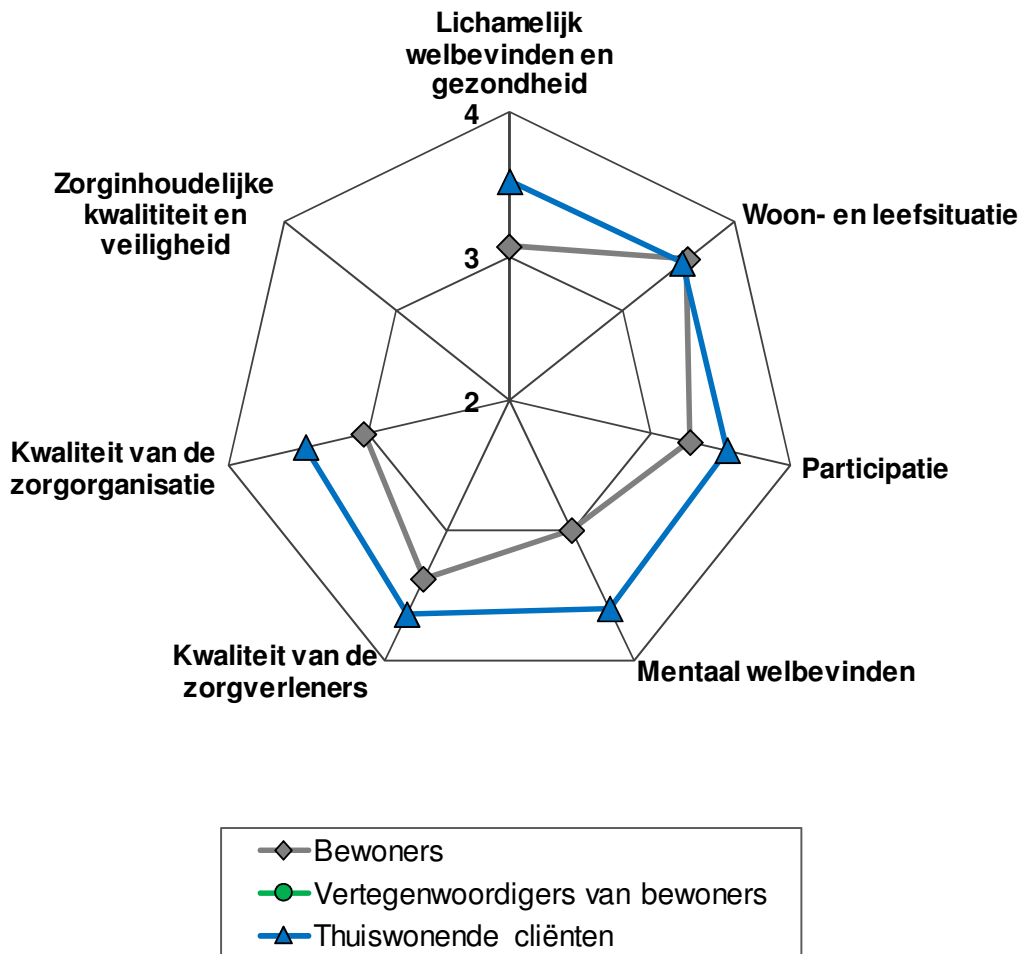 Lichamelijk
welbevinden en
gezondheid
4
Zorginhoudelijke
kwalititeit en
veiligheid
Woon- en leefsituatie
3
2
Kwaliteit van de
zorgorganisatie
Participatie
Kwaliteit van de
zorgverleners
Mentaal welbevinden
Bewoners
Vertegenwoordigers van bewoners
Thuiswonende cliënten